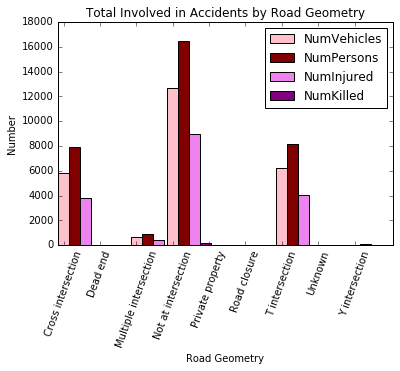 Total Involved in Accidents by Road Geometry
18000
16000
14000
12000
10000
8000
6000
4000
2000
0
Number
NumVehicles
NumPersons
NumInjured
NumKilled
Cross intersection
Dead end
Multiple intersection
Not at intersection
Private property
Road closure
T intersection
Unknown
Y intersection
Road Geometry